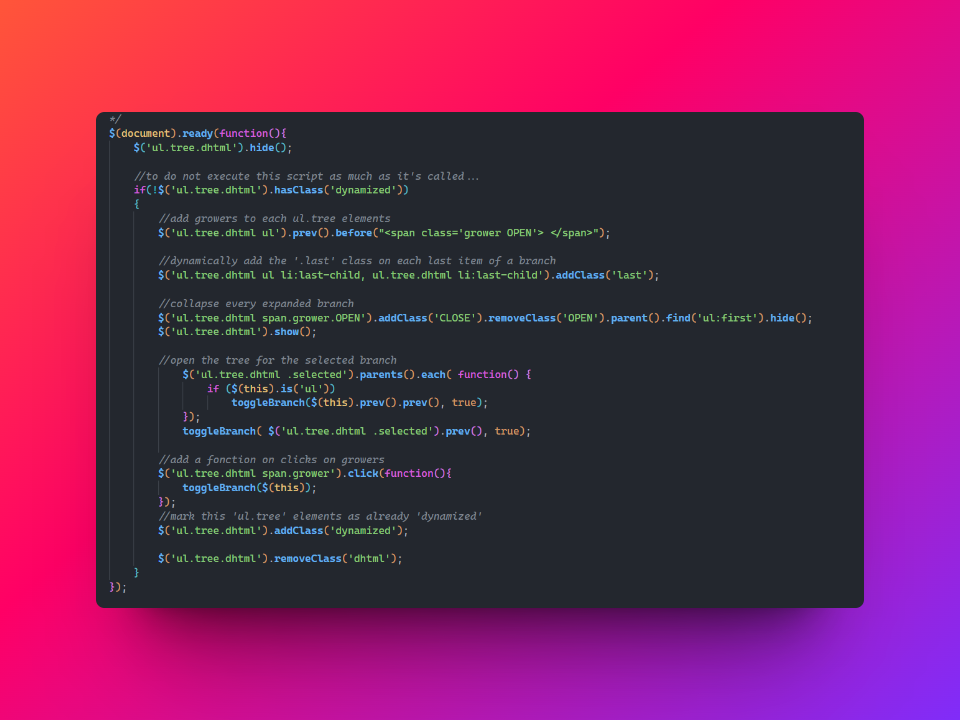 */
$(document).ready(function(){
    $('ul.tree.dhtml').hide();

    //to do not execute this script as much as it's called...
    if(!$('ul.tree.dhtml').hasClass('dynamized'))
    {
        //add growers to each ul.tree elements
        $('ul.tree.dhtml ul').prev().before("<span class='grower OPEN'> </span>");

        //dynamically add the '.last' class on each last item of a branch
        $('ul.tree.dhtml ul li:last-child, ul.tree.dhtml li:last-child').addClass('last');

        //collapse every expanded branch
        $('ul.tree.dhtml span.grower.OPEN').addClass('CLOSE').removeClass('OPEN').parent().find('ul:first').hide();
        $('ul.tree.dhtml').show();

        //open the tree for the selected branch
            $('ul.tree.dhtml .selected').parents().each( function() {
                if ($(this).is('ul'))
                    toggleBranch($(this).prev().prev(), true);
            });
            toggleBranch( $('ul.tree.dhtml .selected').prev(), true);

        //add a fonction on clicks on growers
        $('ul.tree.dhtml span.grower').click(function(){
            toggleBranch($(this));
        });
        //mark this 'ul.tree' elements as already 'dynamized'
        $('ul.tree.dhtml').addClass('dynamized');

        $('ul.tree.dhtml').removeClass('dhtml');
    }
});